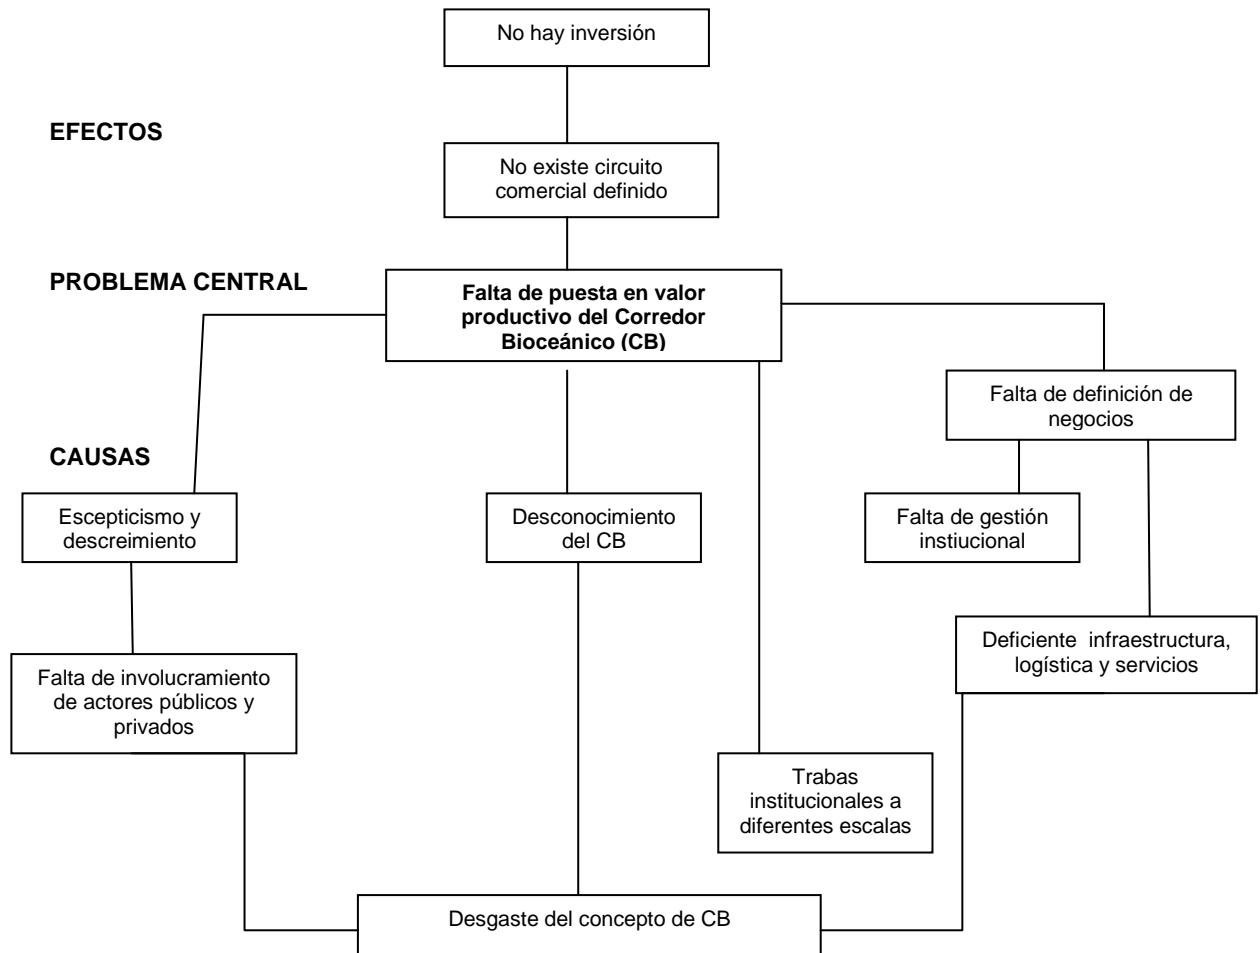 No hay inversión
EFECTOS
No existe circuito
comercial definido
PROBLEMA CENTRAL
Falta de puesta en valor
productivo del Corredor
Bioceánico (CB)
Falta de definición de
negocios
CAUSAS
Escepticismo y
descreimiento
Desconocimiento
del CB
Falta de gestión
instiucional
Deficiente infraestructura,
logística y servicios
Falta de involucramiento
de actores públicos y
privados
Trabas
institucionales a
diferentes escalas
Desgaste del concepto de CB